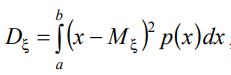 D_ξ = ∫_a^b (x − M_ξ)² p(x)dx,